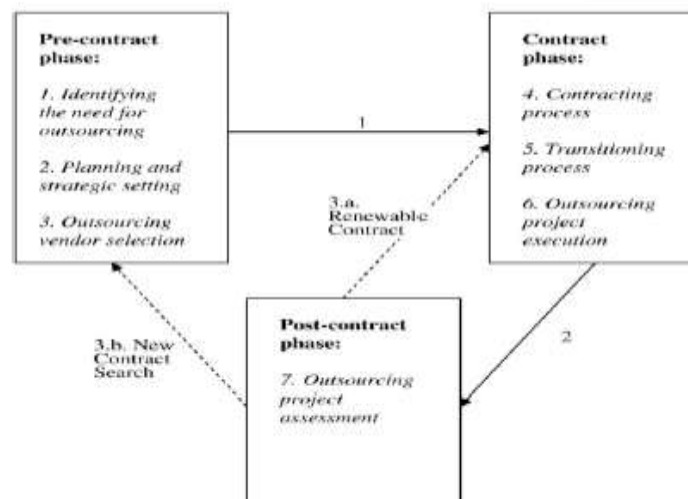 Pre-contract
phase:
1. Identifying
the need for
outsourcing
2. Planning and
strategic setting
3. Outsourcing
vendor selection
1
Contract
phase:
4. Contracting
process
5. Transitioning
process
6. Outsourcing
project
execution
3.a.
Renewable
Contract
2
3.b. New
Contract
Search
Post-contract
phase:
7. Outsourcing
project
assessment